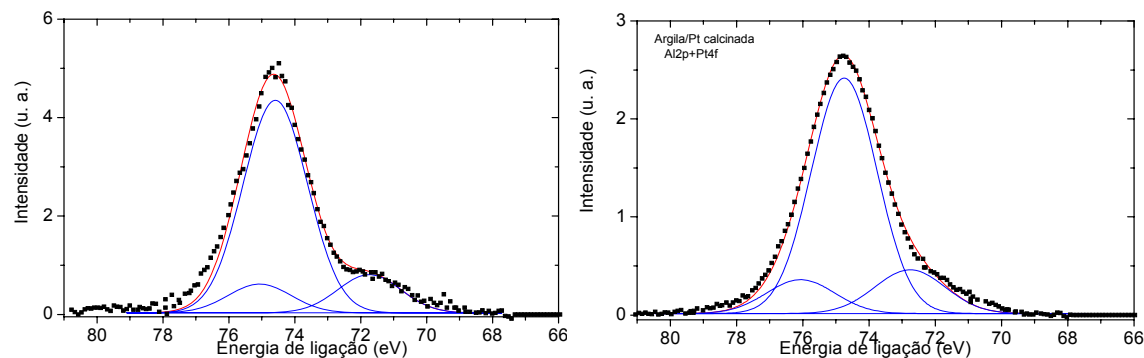 6
4
2
0
Intensidade (u. a.)
80 78 76 74 72 70 68 66
Energia de ligação (eV)
3
2
1
0
Intensidade (u. a.)
Argila/Pt calcinada
Al2p+Pt4f
80 78 76 74 72 70 68 66
Energia de ligação (eV)